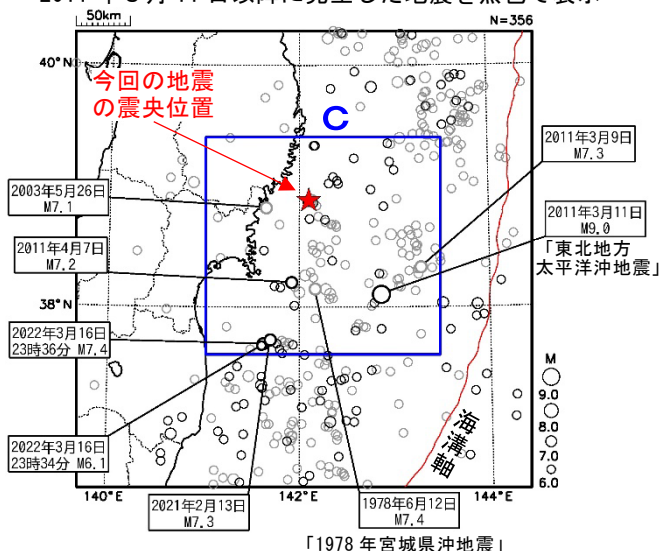 2011年3月11日以降に発生した地震を黒色で表示
50km
N=356
40°N
今回の地震
の震央位置
C
2011年3月9日
M7.3
2003年5月26日
M7.1
2011年3月11日
M9.0
2011年4月7日
M7.2
「東北地方
太平洋沖地震」
38°N
2022年3月16日
23時36分 M7.4
M
9.0
8.0
7.0
6.0
海溝軸
2022年3月16日
23時34分 M6.1
140°E
142°E
144°E
2021年2月13日
M7.3
1978年6月12日
M7.4
「1978年宮城県沖地震」